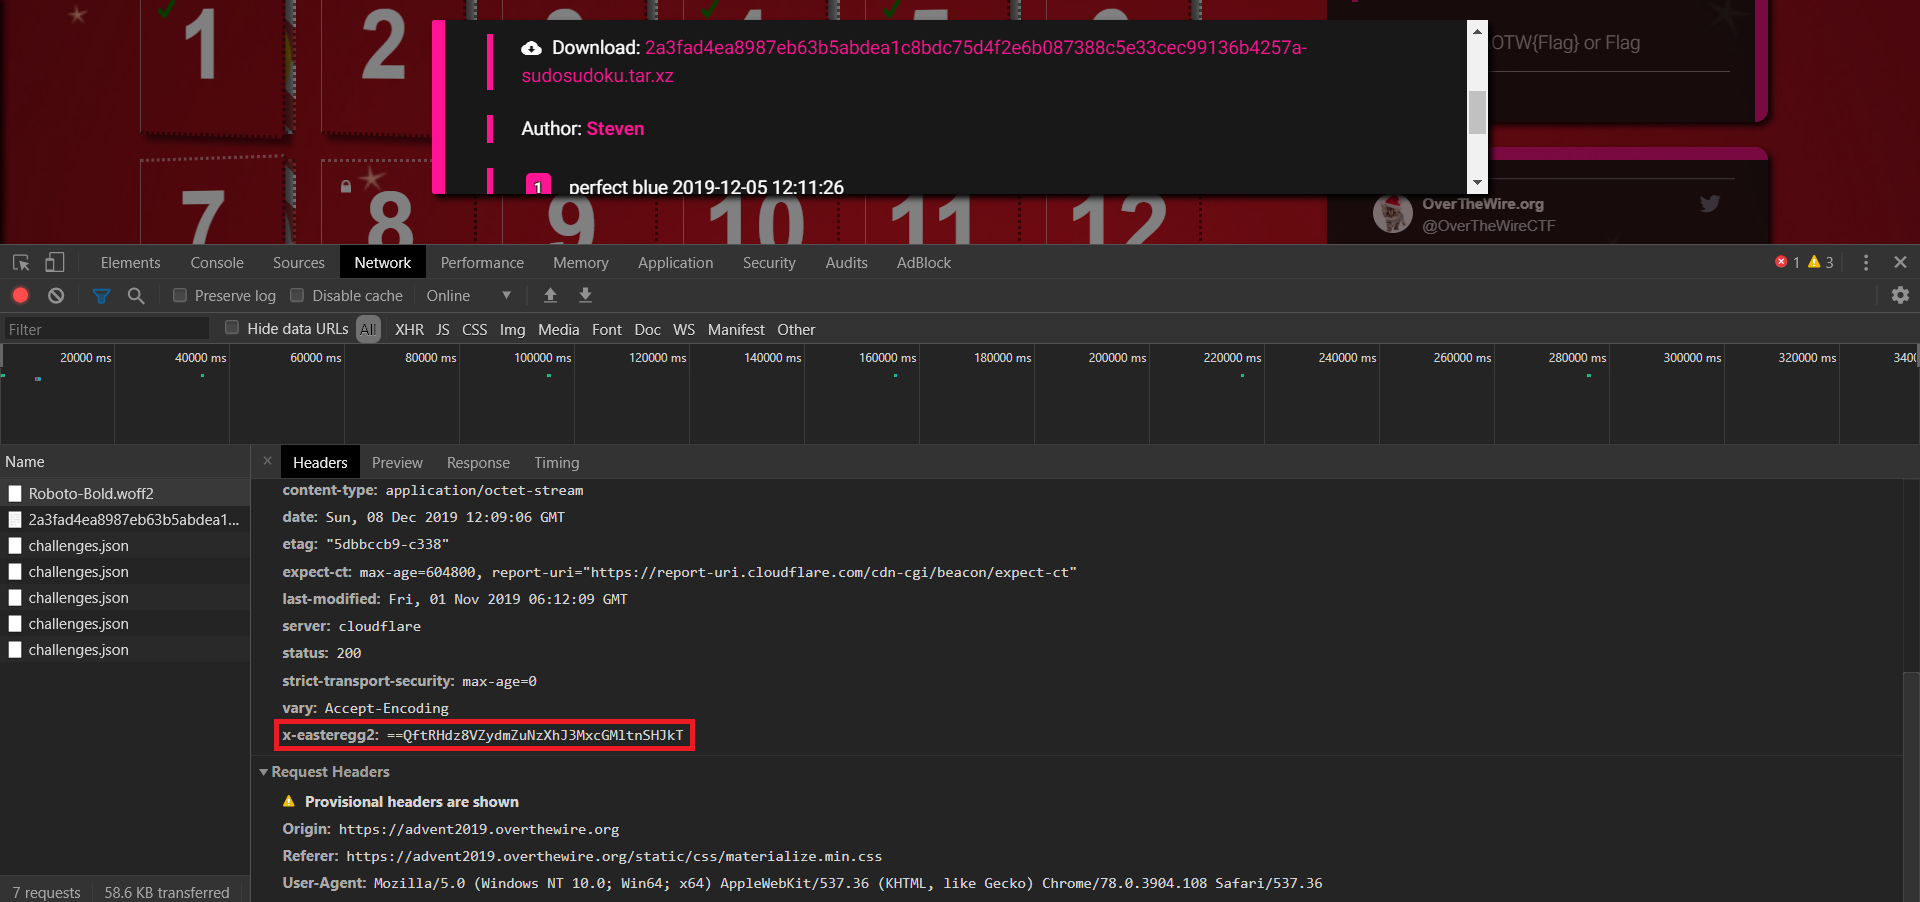 1
2
7
8
9
10
11
12
Download: 2a3fad4ea8987eb63b5abdea1c8bdc75d4f2e6b087388c5e33cec99136b4257a-
sudosudoku.tar.xz
Author: Steven
1 perfect blue 2019-12-05 12:11:26
OTW{Flag} or Flag
OverTheWire.org
@OverTheWireCTF
Elements Console Sources Network Performance Memory Application Security Audits AdBlock 1 3
Preserve log Disable cache Online
Filter Hide data URLs All XHR JS CSS Img Media Font Doc WS Manifest Other
20000 ms 40000 ms 60000 ms 80000 ms 100000 ms 120000 ms 140000 ms 160000 ms 180000 ms 200000 ms 220000 ms 240000 ms 260000 ms 280000 ms 300000 ms 320000 ms 3400
Name
Roboto-Bold.woff2
2a3fad4ea8987eb63b5abdea1...
challenges.json
challenges.json
challenges.json
challenges.json
challenges.json
7 requests 58.6 KB transferred
× Headers Preview Response Timing
content-type: application/octet-stream
date: Sun, 08 Dec 2019 12:09:06 GMT
etag: "5dbbccb9-c338"
expect-ct: max-age=604800, report-uri="https://report-uri.cloudflare.com/cdn-cgi/beacon/expect-ct"
last-modified: Fri, 01 Nov 2019 06:12:09 GMT
server: cloudflare
status: 200
strict-transport-security: max-age=0
vary: Accept-Encoding
x-easteregg2: ==QftRHdz8VZydmZuNzXhJ3MxcGMltnSHJkT
Request Headers
Provisional headers are shown
Origin: https://advent2019.overthewire.org
Referer: https://advent2019.overthewire.org/static/css/materialize.min.css
User-Agent: Mozilla/5.0 (Windows NT 10.0; Win64; x64) AppleWebKit/537.36 (KHTML, like Gecko) Chrome/78.0.3904.108 Safari/537.36